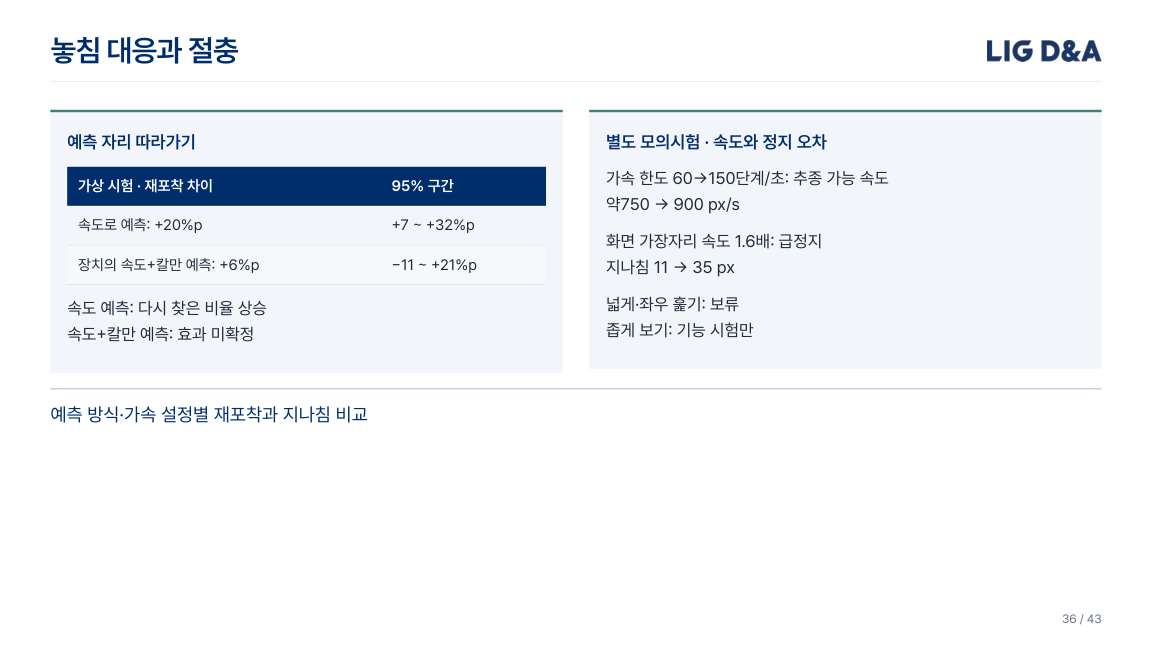 놓침 대응과 절충
LIG D&A
예측 자리 따라가기
가상 시험 · 재포착 차이 95% 구간
속도로 예측: +20%p +7 ~ +32%p
장치의 속도+칼만 예측: +6%p −11 ~ +21%p
속도 예측: 다시 찾은 비율 상승
속도+칼만 예측: 효과 미확정
별도 모의시험 · 속도와 정지 오차
가속 한도 60→150단계/초: 추종 가능 속도
약750 → 900 px/s
화면 가장자리 속도 1.6배: 급정지
지나침 11 → 35 px
넓게·좌우 훑기: 보류
좁게 보기: 기능 시험만
예측 방식·가속 설정별 재포착과 지나침 비교
36 / 43